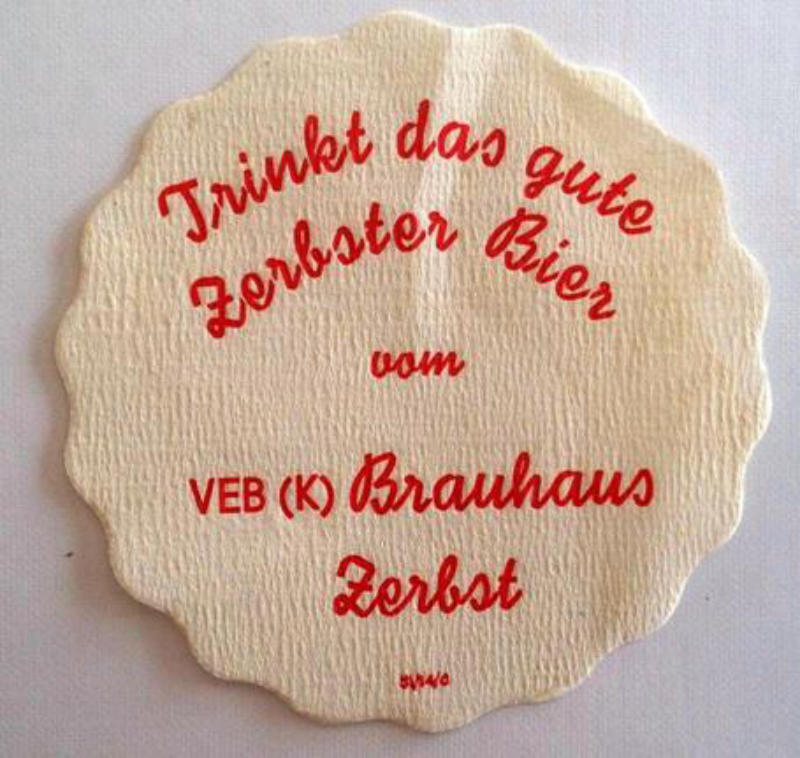 Trinkt das gute
Zerbster Bier
vom
VEB (K) Brauhaus
Zerbst